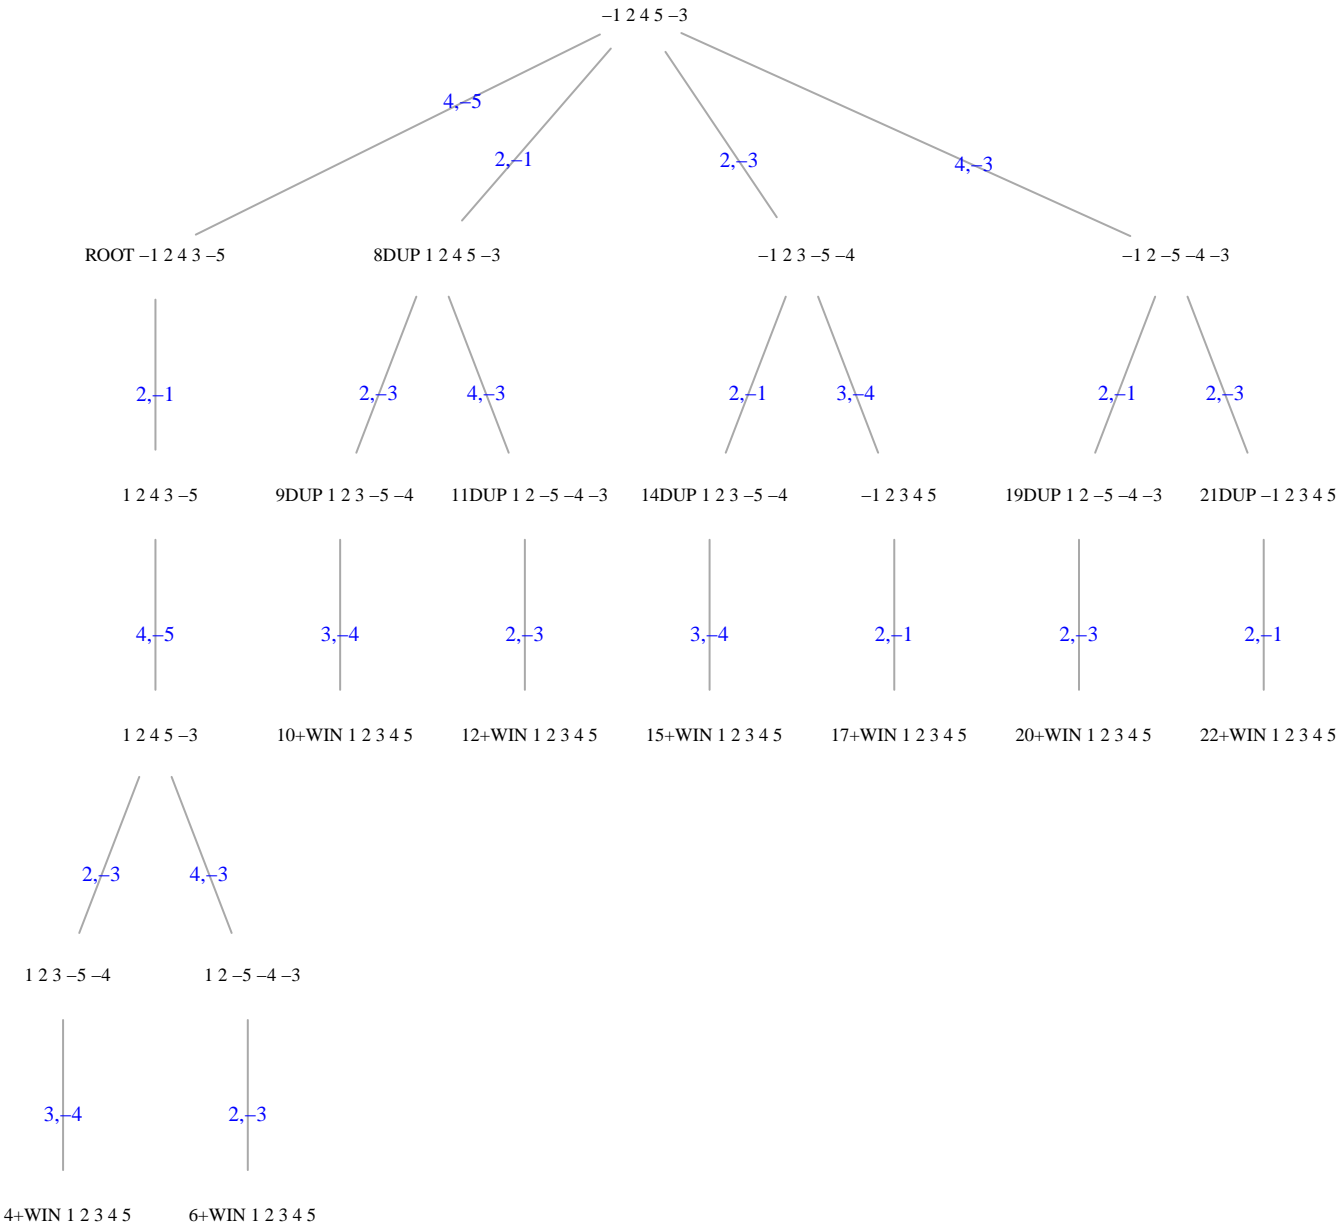 –1 2 4 5 –3
4,–5
2,–1
2,–3
4,–3
ROOT –1 2 4 3 –5
8DUP 1 2 4 5 –3
–1 2 3 –5 –4
–1 2 –5 –4 –3
2,–1
2,–3
4,–3
2,–1
3,–4
2,–1
2,–3
1 2 4 3 –5
9DUP 1 2 3 –5 –4
11DUP 1 2 –5 –4 –3
14DUP 1 2 3 –5 –4
–1 2 3 4 5
19DUP 1 2 –5 –4 –3
21DUP –1 2 3 4 5
4,–5
3,–4
2,–3
3,–4
2,–1
2,–3
2,–1
1 2 4 5 –3
10+WIN 1 2 3 4 5
12+WIN 1 2 3 4 5
15+WIN 1 2 3 4 5
17+WIN 1 2 3 4 5
20+WIN 1 2 3 4 5
22+WIN 1 2 3 4 5
2,–3
4,–3
1 2 3 –5 –4
1 2 –5 –4 –3
3,–4
2,–3
4+WIN 1 2 3 4 5
6+WIN 1 2 3 4 5